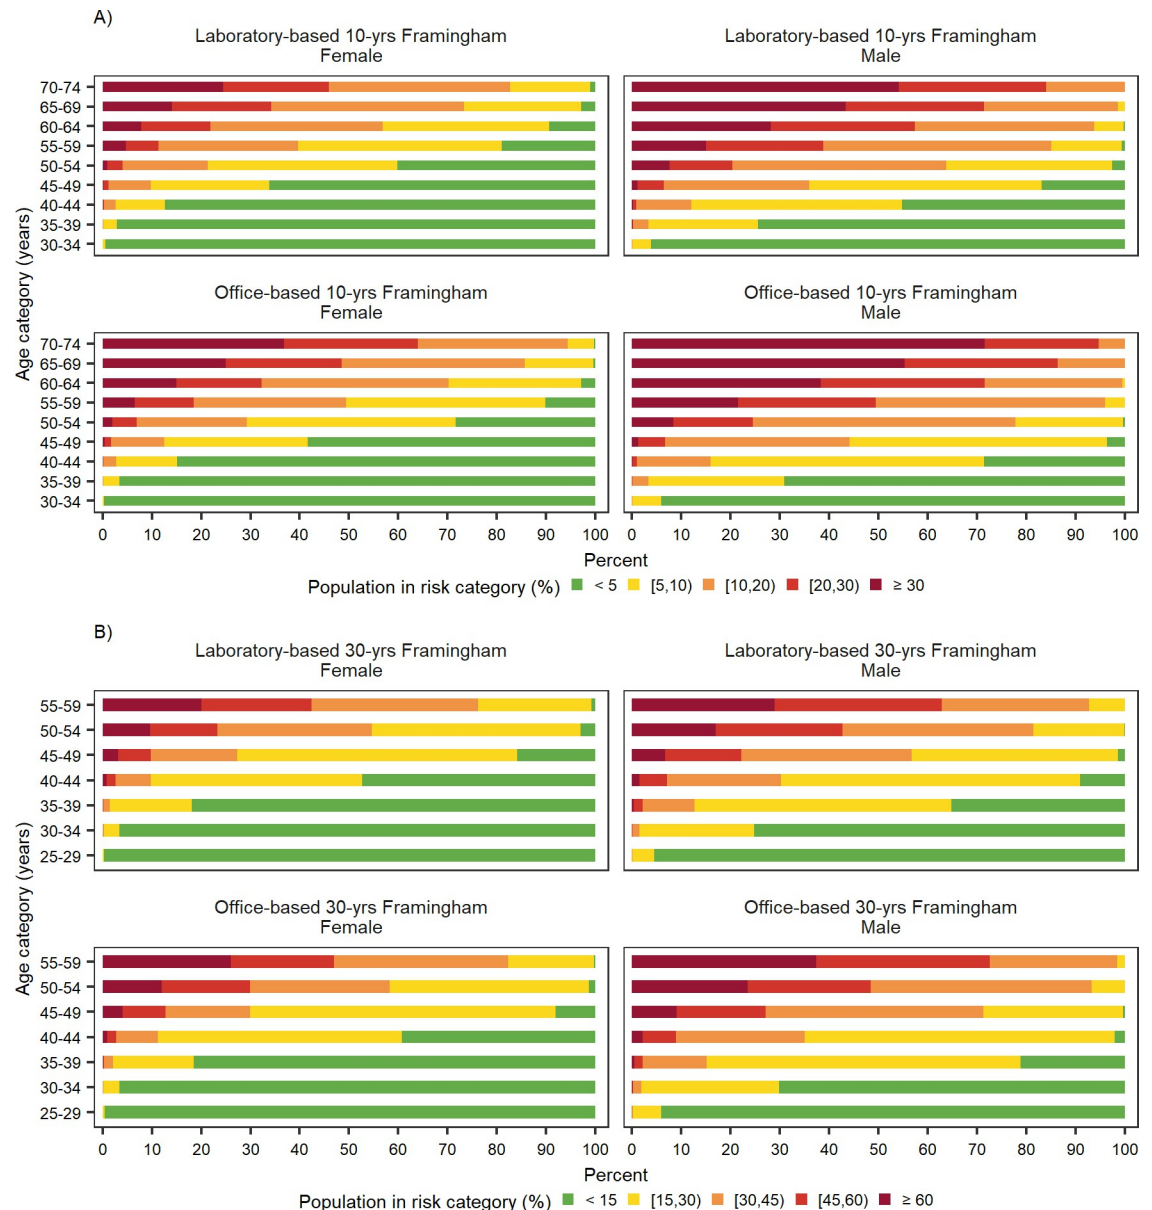 A)
Laboratory-based 10-yrs Framingham
Female
Laboratory-based 10-yrs Framingham
Male
70-74
65-69
60-64
55-59
50-54
45-49
40-44
35-39
30-34
Office-based 10-yrs Framingham
Female
Office-based 10-yrs Framingham
Male
70-74
65-69
60-64
55-59
50-54
45-49
40-44
35-39
30-34
Age category (years)
0 10 20 30 40 50 60 70 80 90 100
0 10 20 30 40 50 60 70 80 90 100
Percent
Population in risk category (%) < 5 [5,10) [10,20) [20,30) ≥ 30
B)
Laboratory-based 30-yrs Framingham
Female
Laboratory-based 30-yrs Framingham
Male
55-59
50-54
45-49
40-44
35-39
30-34
25-29
Office-based 30-yrs Framingham
Female
Office-based 30-yrs Framingham
Male
55-59
50-54
45-49
40-44
35-39
30-34
25-29
Age category (years)
0 10 20 30 40 50 60 70 80 90 100
0 10 20 30 40 50 60 70 80 90 100
Percent
Population in risk category (%) < 15 [15,30) [30,45) [45,60) ≥ 60